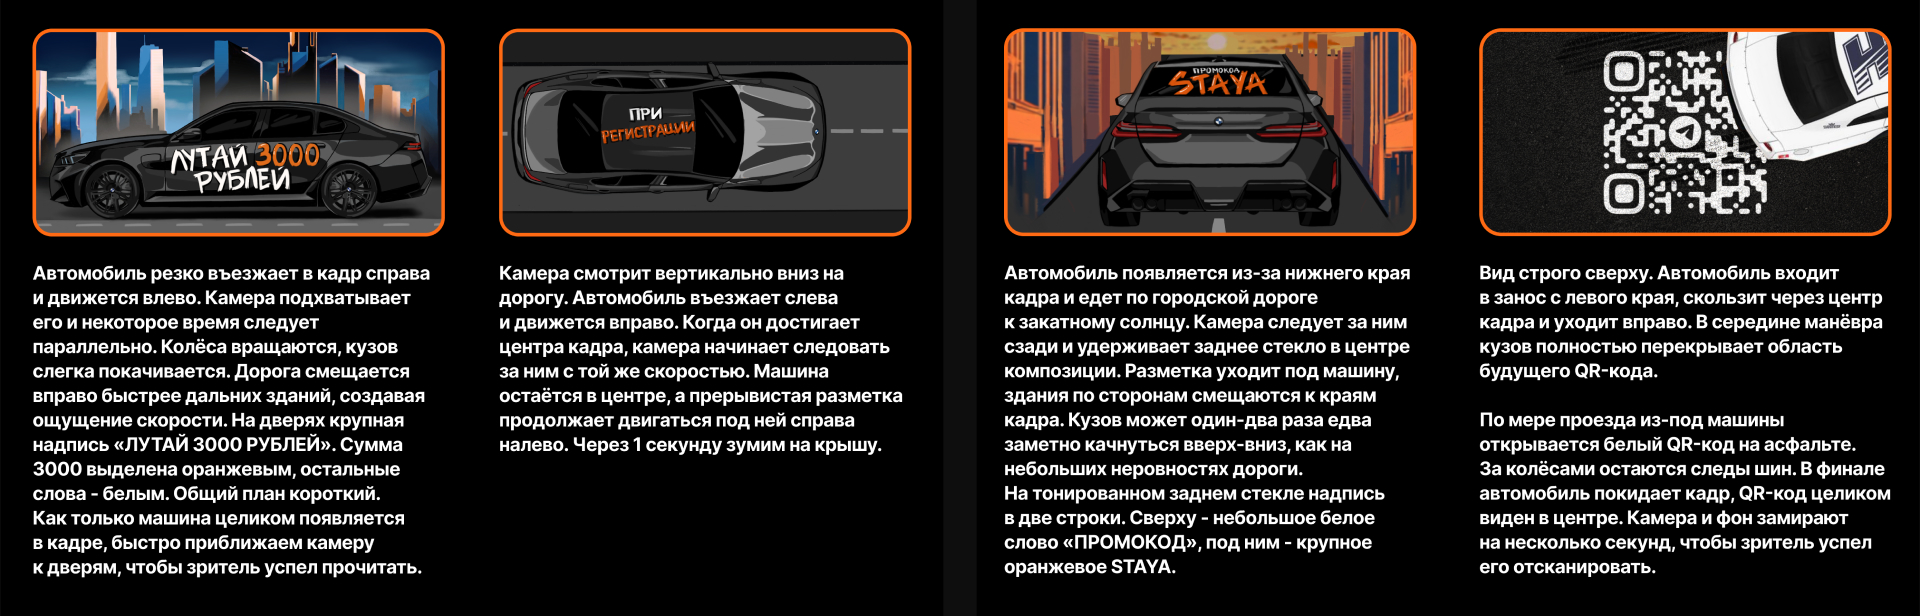 ЛУТАЙ 3000
РУБЛЕЙ
Автомобиль резко въезжает в кадр справа
и движется влево. Камера подхватывает
его и некоторое время следует
параллельно. Колёса вращаются, кузов
слегка покачивается. Дорога смещается
вправо быстрее дальних зданий, создавая
ощущение скорости. На дверях крупная
надпись «ЛУТАЙ 3000 РУБЛЕЙ». Сумма
3000 выделена оранжевым, остальные
слова - белым. Общий план короткий.
Как только машина целиком появляется
в кадре, быстро приближаем камеру
к дверям, чтобы зритель успел прочитать.
ПРИ
РЕГИСТРАЦИИ
Камера смотрит вертикально вниз на
дорогу. Автомобиль въезжает слева
и движется вправо. Когда он достигает
центра кадра, камера начинает следовать
за ним с той же скоростью. Машина
остаётся в центре, а прерывистая разметка
продолжает двигаться под ней справа
налево. Через 1 секунду зумим на крышу.
ПРОМОКОД
STAYA
Автомобиль появляется из-за нижнего края
кадра и едет по городской дороге
к закатному солнцу. Камера следует за ним
сзади и удерживает заднее стекло в центре
композиции. Разметка уходит под машину,
здания по сторонам смещаются к краям
кадра. Кузов может один-два раза едва
заметно качнуться вверх-вниз, как на
небольших неровностях дороги.
На тонированном заднем стекле надпись
в две строки. Сверху - небольшое белое
слово «ПРОМОКОД», под ним - крупное
оранжевое STAYA.
Вид строго сверху. Автомобиль входит
в занос с левого края, скользит через центр
кадра и уходит вправо. В середине манёвра
кузов полностью перекрывает область
будущего QR-кода.
По мере проезда из-под машины
открывается белый QR-код на асфальте.
За колёсами остаются следы шин. В финале
автомобиль покидает кадр, QR-код целиком
виден в центре. Камера и фон замирают
на несколько секунд, чтобы зритель успел
его отсканировать.